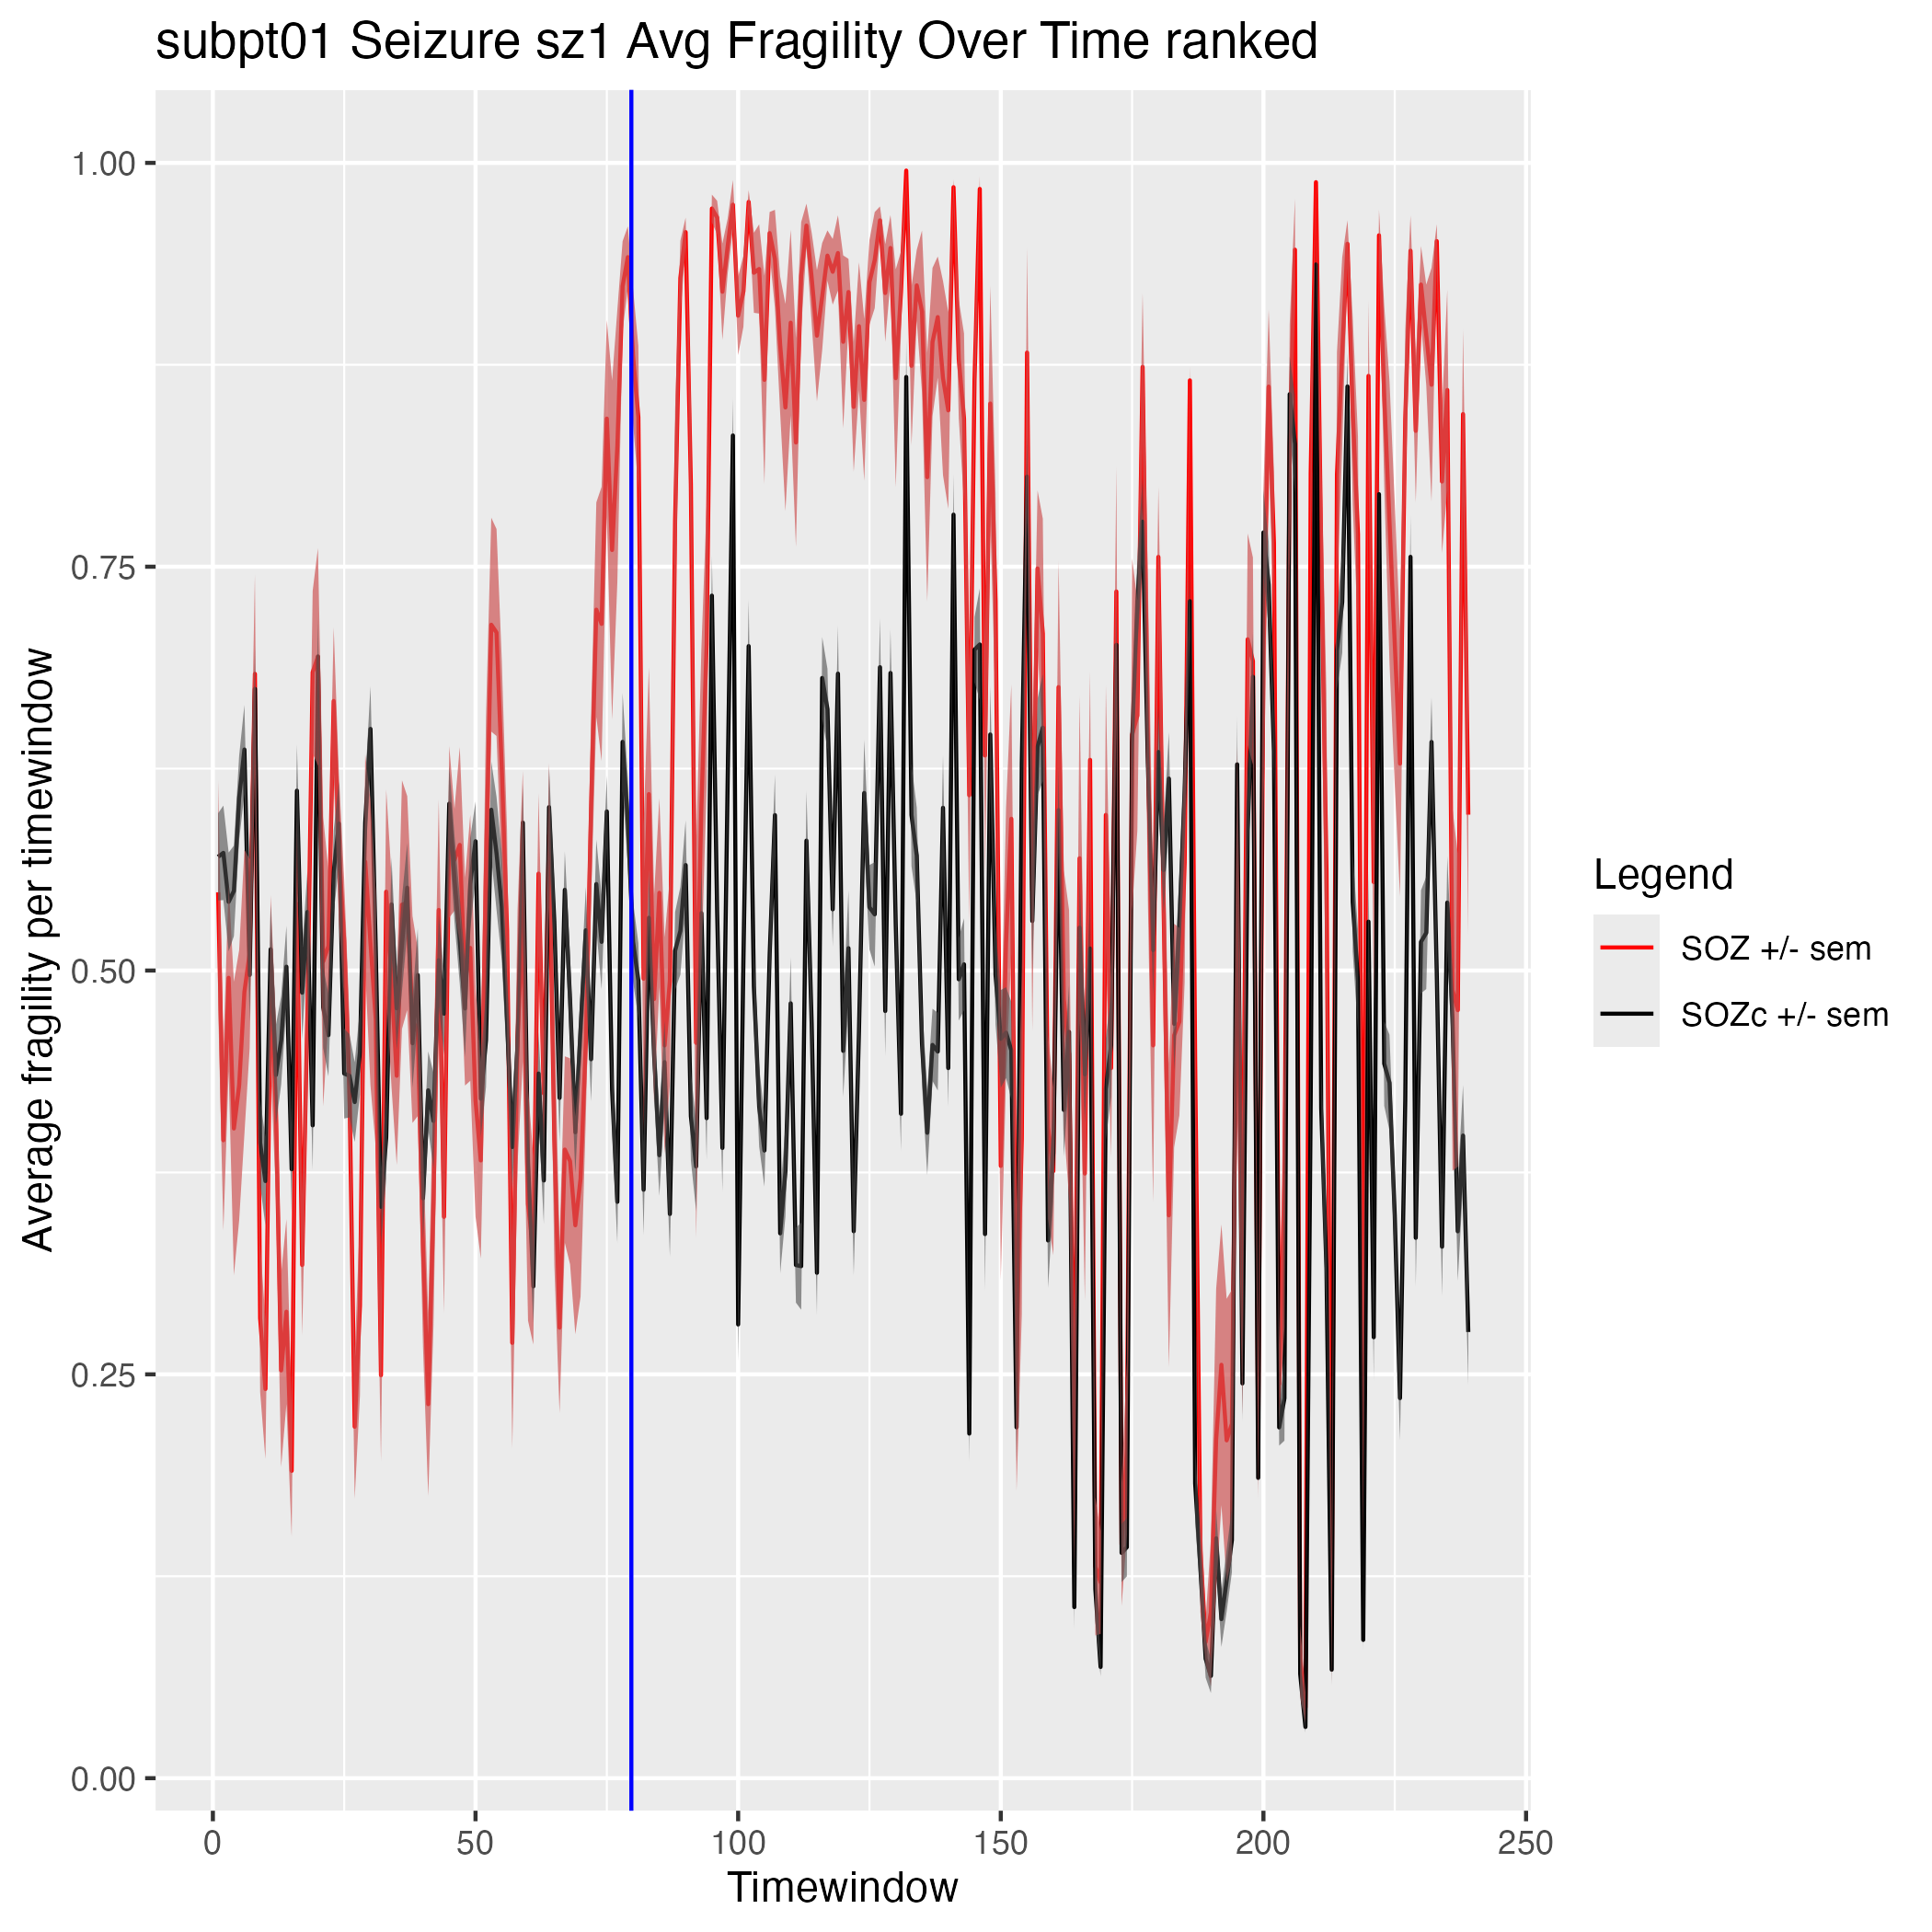 subpt01 Seizure sz1 Avg Fragility Over Time ranked
Average fragility per timewindow
1.00
0.75
0.50
0.25
0.00
0 50 100 150 200 250
Timewindow
Legend
SOZ +/- sem
SOZc +/- sem